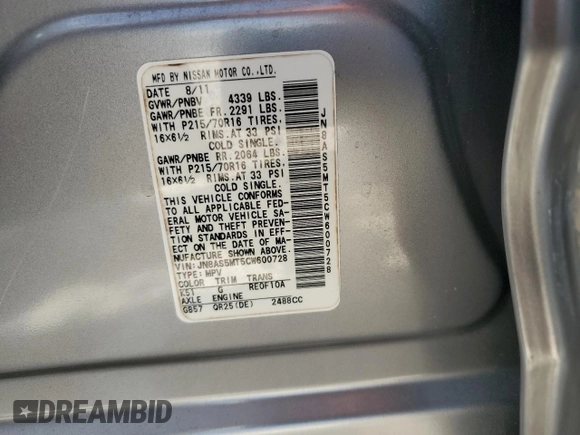 MFD BY NISSAN MOTOR CO.,LTD.
DATE 8/11
GVWR/PNBV 4339 LBS.
GAWR/PNBE FR. 2291 LBS.
WITH P215/70R16 TIRES.
16X6½ RIMS.AT 33 PSI
COLD SINGLE.
GAWR/PNBE RR. 2064 LBS.
WITH P215/70R16 TIRES.
16X6½ RIMS.AT 33 PSI
COLD SINGLE.
THIS VEHICLE CONFORMS
TO ALL APPLICABLE FED-
ERAL MOTOR VEHICLE SA-
FETY AND THEFT PREVEN-
TION STANDARDS IN EFF-
ECT ON THE DATE OF MA-
NUFACTURE SHOWN ABOVE.
VIN: JN8AS5MT5CW600728
TYPE: MPV
COLOR TRIM TRANS
K51 G RE0F10A
AXLE ENGINE
GB57 QR25(DE) 2488CC
JN8AS5MT5CW600728
DREAMBID